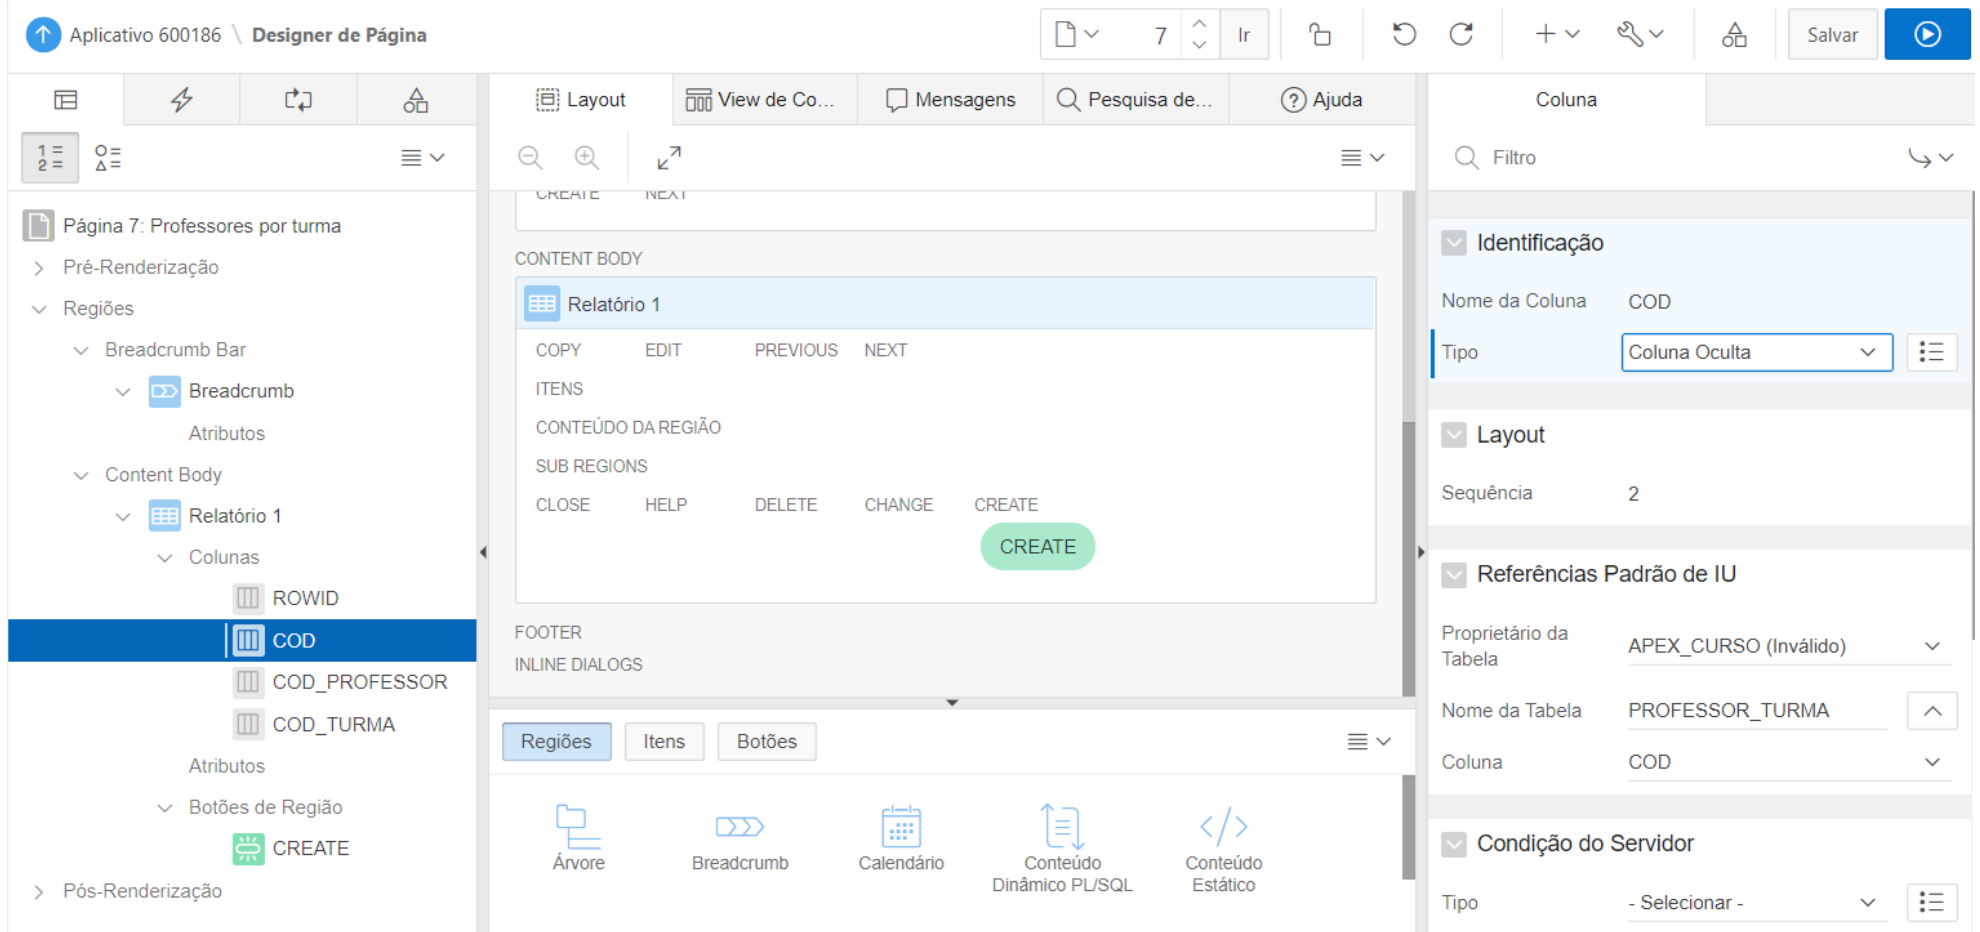 Aplicativo 600186 \ Designer de Página
7
Ir
Salvar
1
2
Página 7: Professores por turma
Pré-Renderização
Regiões
Breadcrumb Bar
Breadcrumb
Atributos
Content Body
Relatório 1
Colunas
ROWID
COD
COD_PROFESSOR
COD_TURMA
Atributos
Botões de Região
CREATE
Pós-Renderização
Layout
View de Co...
Mensagens
Pesquisa de...
? Ajuda
CREATE NEXT
CONTENT BODY
Relatório 1
COPY EDIT PREVIOUS NEXT
ITENS
CONTEÚDO DA REGIÃO
SUB REGIONS
CLOSE HELP DELETE CHANGE CREATE
CREATE
FOOTER
INLINE DIALOGS
Regiões Itens Botões
Árvore
Breadcrumb
Calendário
Conteúdo
Dinâmico PL/SQL
Conteúdo
Estático
Coluna
Filtro
Identificação
Nome da Coluna COD
Tipo Coluna Oculta
Layout
Sequência 2
Referências Padrão de IU
Proprietário da
Tabela
APEX_CURSO (Inválido)
Nome da Tabela PROFESSOR_TURMA
Coluna COD
Condição do Servidor
Tipo - Selecionar -